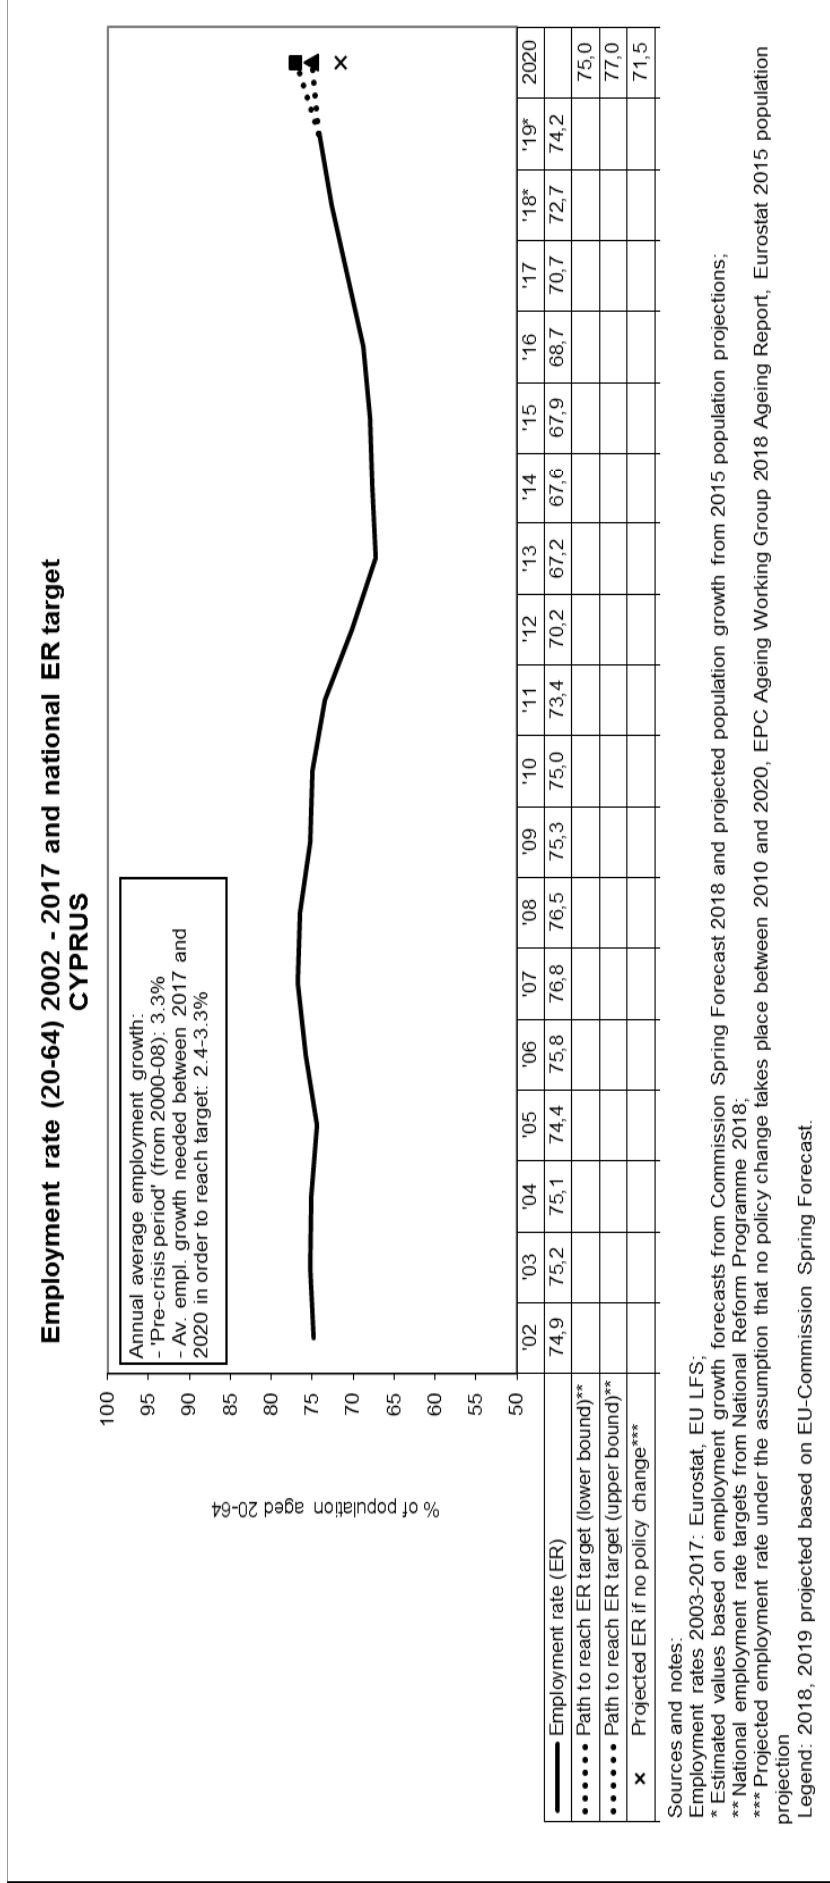 Employment rate (20-64) 2002 - 2017 and national ER target
CYPRUS
Annual average employment growth:
- 'Pre-crisis period' (from 2000-08): 3.3%
- Av. empl. growth needed between 2017 and
2020 in order to reach target: 2.4-3.3%
% of population aged 20-64
100
95
90
85
80
75
70
65
60
55
50
'02 '03 '04 '05 '06 '07 '08 '09 '10 '11 '12 '13 '14 '15 '16 '17 '18* '19* 2020
Employment rate (ER) 74,9 75,2 75,1 74,4 75,8 76,8 76,5 75,3 75,0 73,4 70,2 67,2 67,6 67,9 68,7 70,7 72,7 74,2
Path to reach ER target (lower bound)** 75,0
Path to reach ER target (upper bound)** 77,0
Projected ER if no policy change*** 71,5
Sources and notes:
Employment rates 2003-2017: Eurostat, EU LFS;
* Estimated values based on employment growth forecasts from Commission Spring Forecast 2018 and projected population growth from 2015 population projections;
** National employment rate targets from National Reform Programme 2018;
*** Projected employment rate under the assumption that no policy change takes place between 2010 and 2020, EPC Ageing Working Group 2018 Ageing Report, Eurostat 2015 population
projection
Legend: 2018, 2019 projected based on EU-Commission Spring Forecast.